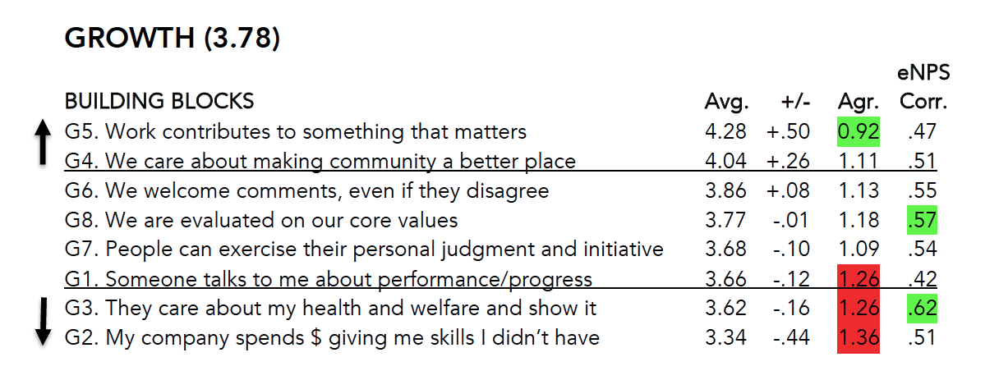 GROWTH (3.78)
eNPS
BUILDING BLOCKS Avg. +/- Agr. Corr.
G5. Work contributes to something that matters 4.28 +.50 0.92 .47
G4. We care about making community a better place 4.04 +.26 1.11 .51
G6. We welcome comments, even if they disagree 3.86 +.08 1.13 .55
G8. We are evaluated on our core values 3.77 -.01 1.18 .57
G7. People can exercise their personal judgment and initiative 3.68 -.10 1.09 .54
G1. Someone talks to me about performance/progress 3.66 -.12 1.26 .42
G3. They care about my health and welfare and show it 3.62 -.16 1.26 .62
G2. My company spends $ giving me skills I didn’t have 3.34 -.44 1.36 .51